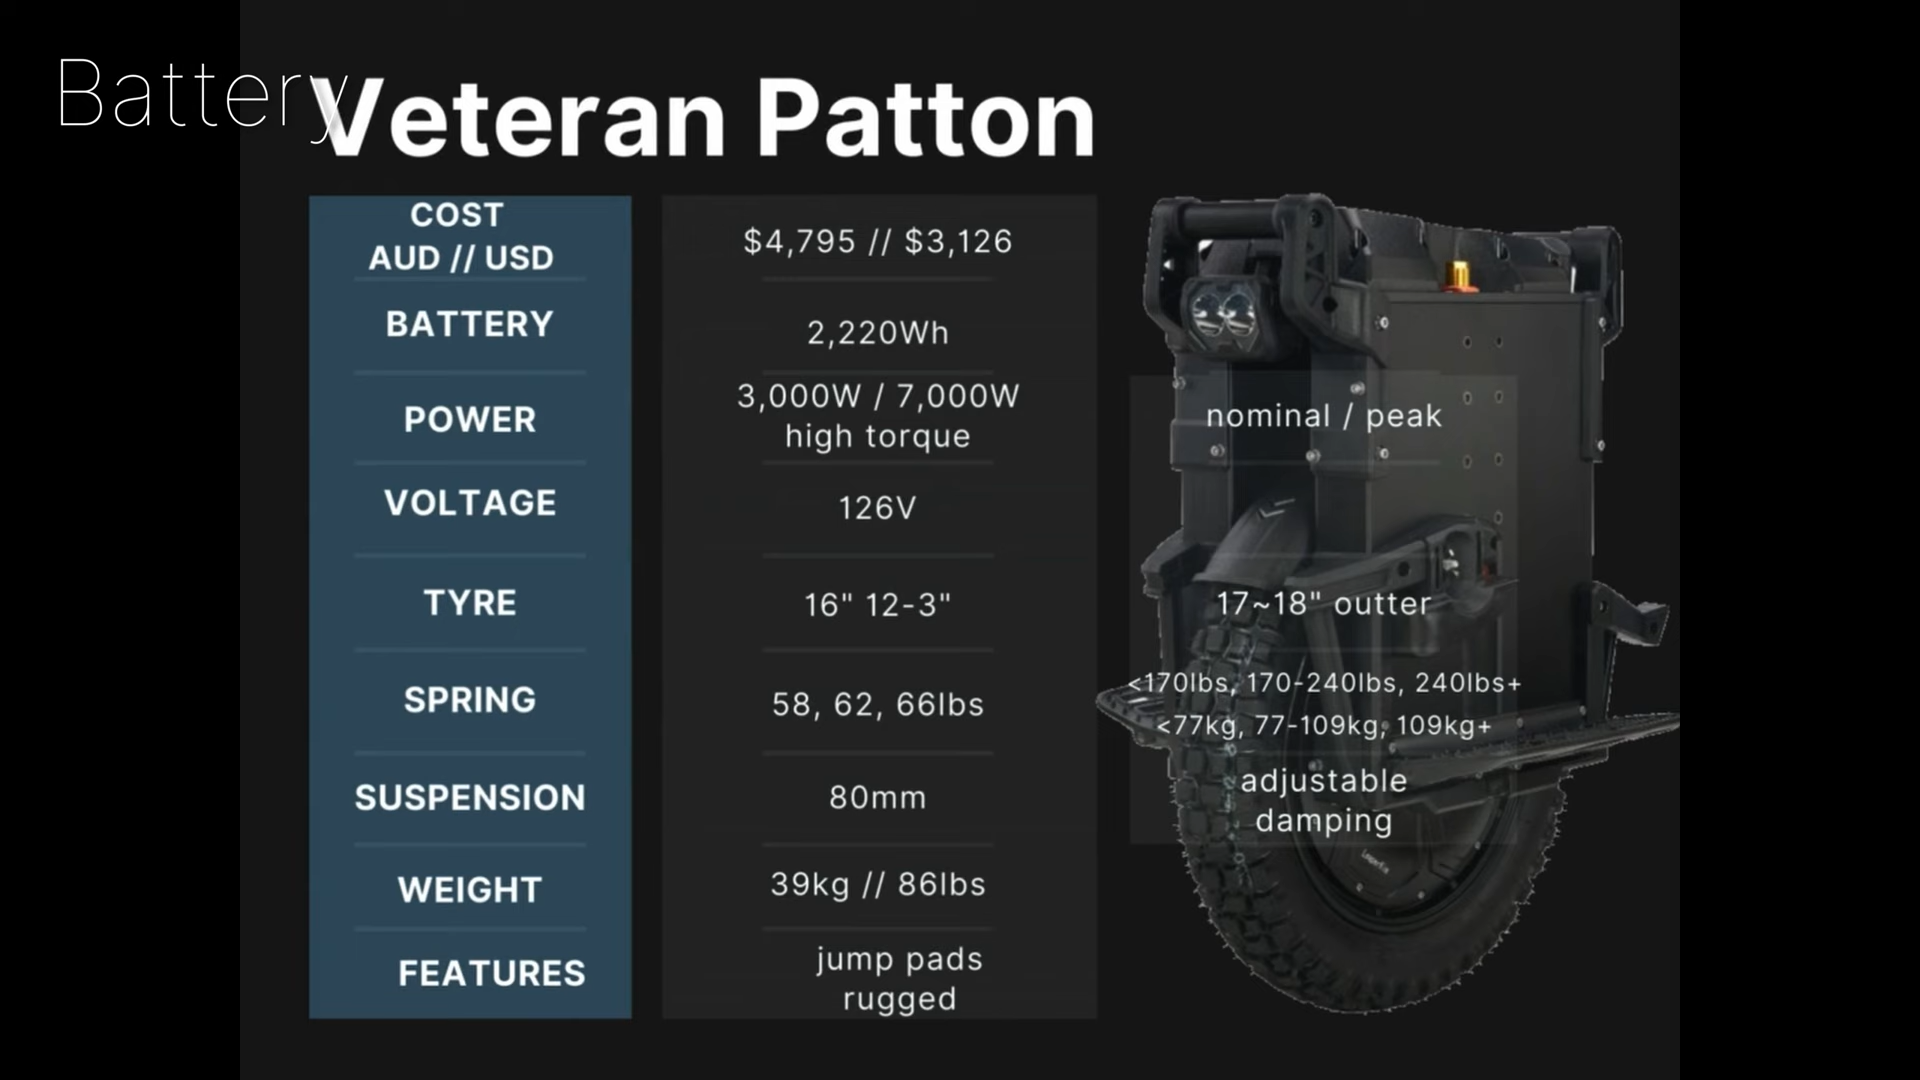 Battery
Veteran Patton
COST
AUD // USD
$4,795 // $3,126
BATTERY
2,220Wh
POWER
3,000W / 7,000W
high torque
nominal / peak
VOLTAGE
126V
TYRE
16" 12-3"
17~18" outter
SPRING
58, 62, 66lbs
<170lbs, 170-240lbs, 240lbs+
<77kg, 77-109kg, 109kg+
SUSPENSION
80mm
adjustable
damping
WEIGHT
39kg // 86lbs
FEATURES
jump pads
rugged